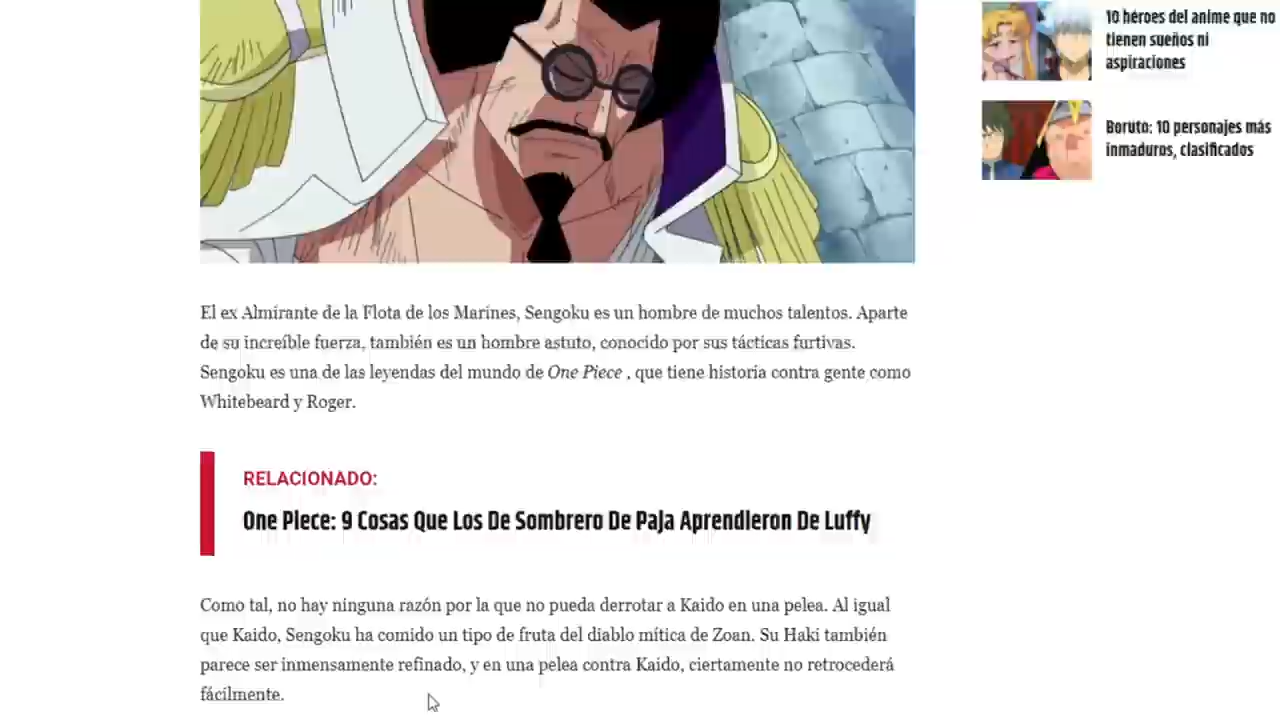 El ex Almirante de la Flota de los Marines, Sengoku es un hombre de muchos talentos. Aparte
de su increíble fuerza, también es un hombre astuto, conocido por sus tácticas furtivas.
Sengoku es una de las leyendas del mundo de One Piece , que tiene historia contra gente como
Whitebeard y Roger.
RELACIONADO:
One Piece: 9 Cosas Que Los De Sombrero De Paja Aprendieron De Luffy
Como tal, no hay ninguna razón por la que no pueda derrotar a Kaido en una pelea. Al igual
que Kaido, Sengoku ha comido un tipo de fruta del diablo mítica de Zoan. Su Haki también
parece ser inmensamente refinado, y en una pelea contra Kaido, ciertamente no retrocederá
fácilmente.
10 héroes del anime que no
tienen sueños ni
aspiraciones
Boruto: 10 personajes más
inmaduros, clasificados